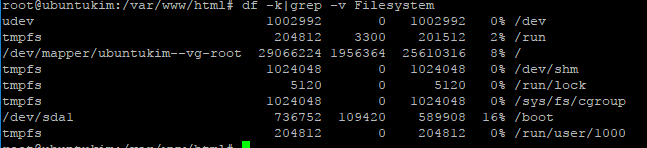 root@ubuntukim:/var/www/html# df -k|grep -v Filesystem
udev 1002992 0 1002992 0% /dev
tmpfs 204812 3300 201512 2% /run
/dev/mapper/ubuntukim--vg-root 29066224 1956364 25610316 8% /
tmpfs 1024048 0 1024048 0% /dev/shm
tmpfs 5120 0 5120 0% /run/lock
tmpfs 1024048 0 1024048 0% /sys/fs/cgroup
/dev/sda1 736752 109420 589908 16% /boot
tmpfs 204812 0 204812 0% /run/user/1000
root@ubuntukim:/var/www/html#